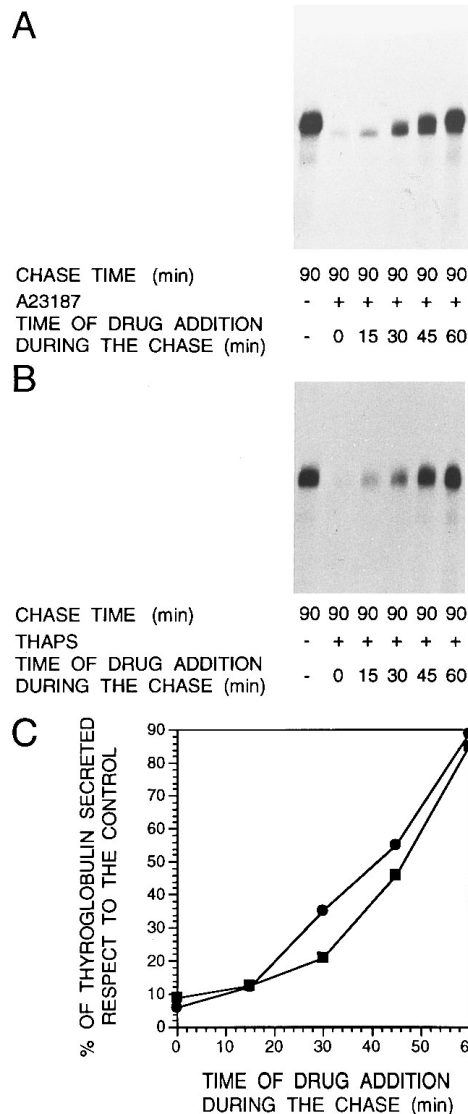 A
CHASE TIME (min) 90 90 90 90 90 90
A23187 - + + + + +
TIME OF DRUG ADDITION
DURING THE CHASE (min) - 0 15 30 45 60
B
CHASE TIME (min) 90 90 90 90 90 90
THAPS - + + + + +
TIME OF DRUG ADDITION
DURING THE CHASE (min) - 0 15 30 45 60
C
% OF THYROGLOBULIN SECRETED
RESPECT TO THE CONTROL
90
80
70
60
50
40
30
20
10
0
0 10 20 30 40 50 6
TIME OF DRUG ADDITION
DURING THE CHASE (min)